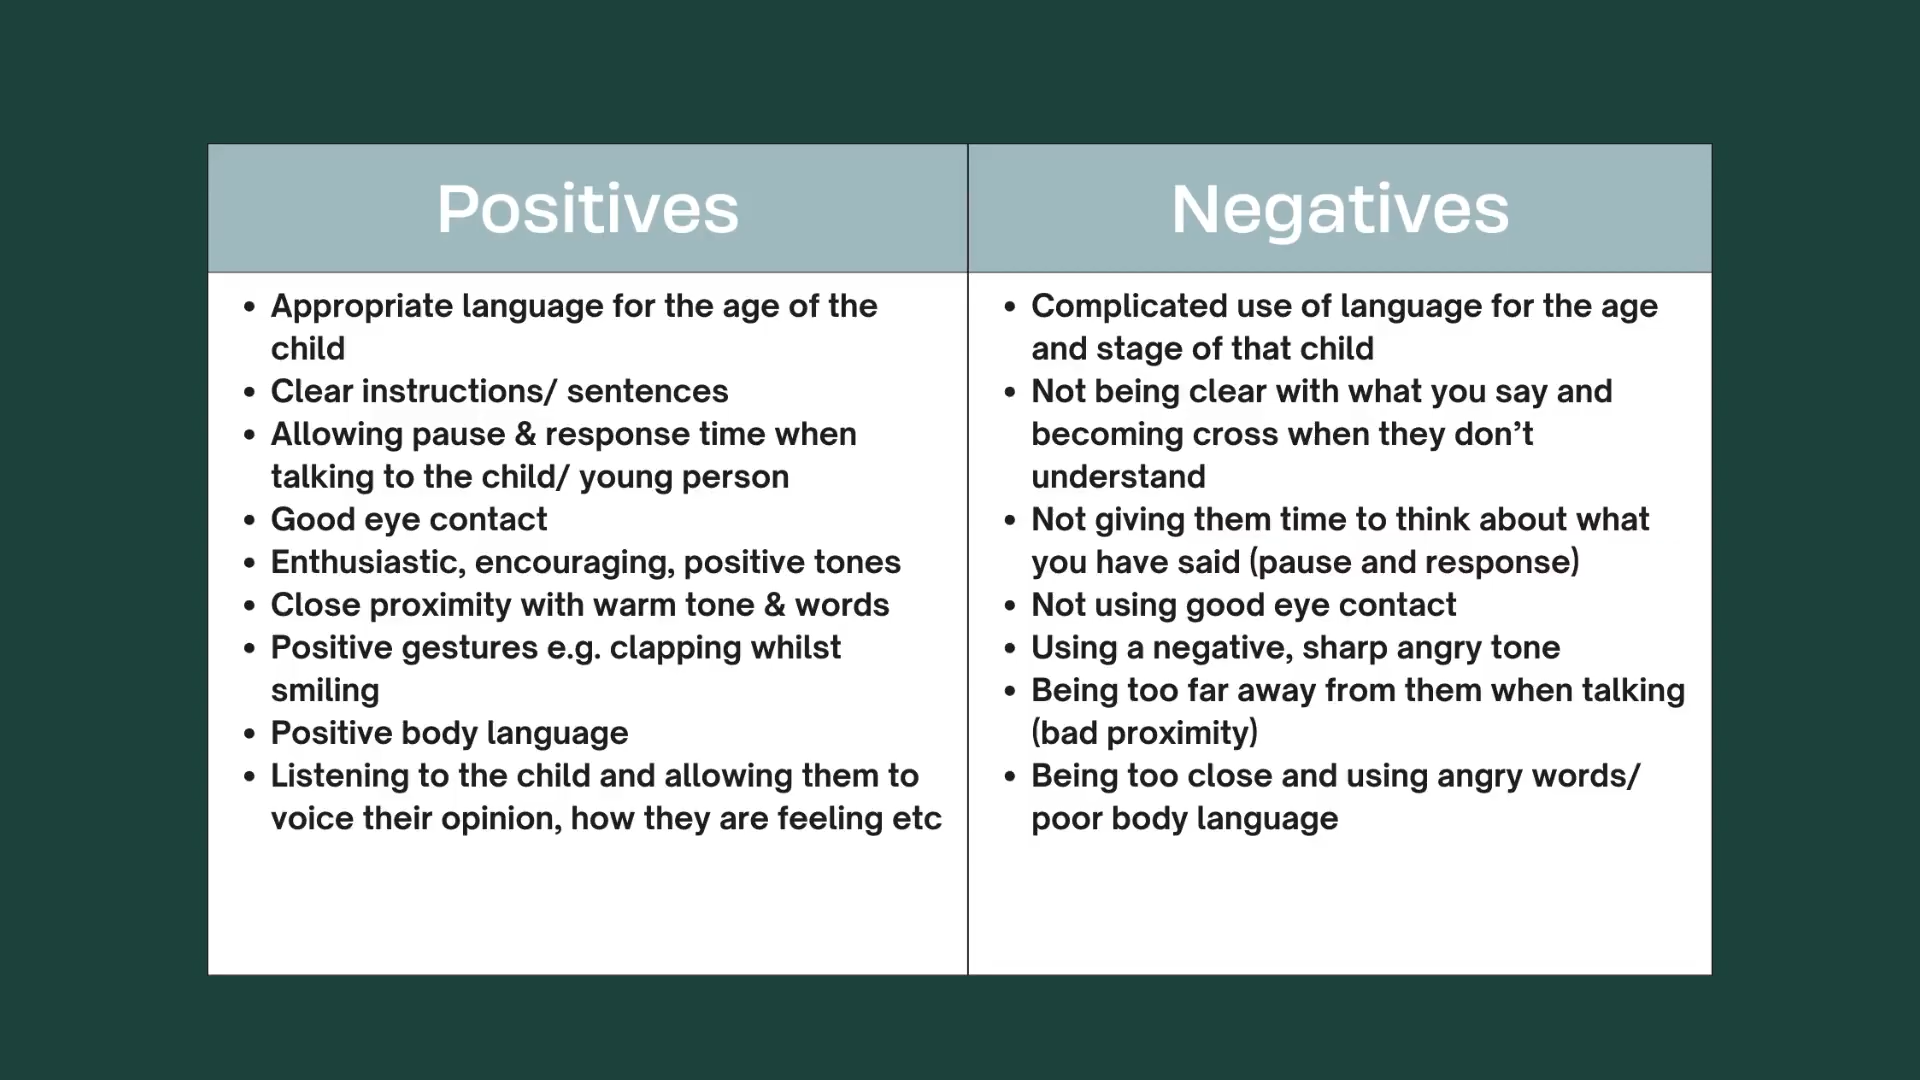 Positives
Negatives
• Appropriate language for the age of the
child
• Clear instructions/ sentences
• Allowing pause & response time when
talking to the child/ young person
• Good eye contact
• Enthusiastic, encouraging, positive tones
• Close proximity with warm tone & words
• Positive gestures e.g. clapping whilst
smiling
• Positive body language
• Listening to the child and allowing them to
voice their opinion, how they are feeling etc
• Complicated use of language for the age
and stage of that child
• Not being clear with what you say and
becoming cross when they don’t
understand
• Not giving them time to think about what
you have said (pause and response)
• Not using good eye contact
• Using a negative, sharp angry tone
• Being too far away from them when talking
(bad proximity)
• Being too close and using angry words/
poor body language